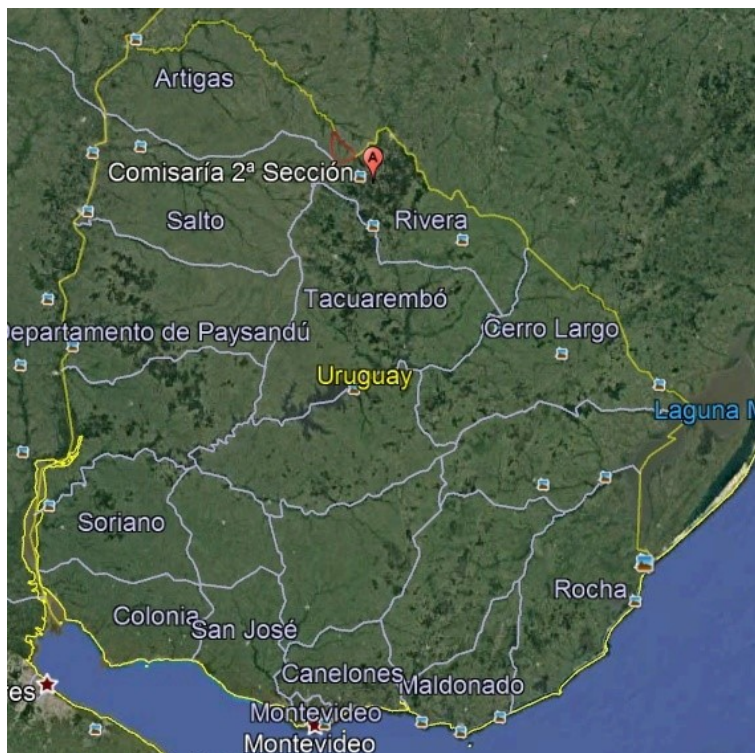 Artigas
A
Comisaría 2ª Sección
Salto
Rivera
Tacuarembó
Departamento de Paysandú
Cerro Largo
Uruguay
Laguna M
Soriano
Rocha
Colonia
San José
Canelones
Maldonado
res
Montevideo
Montevideo